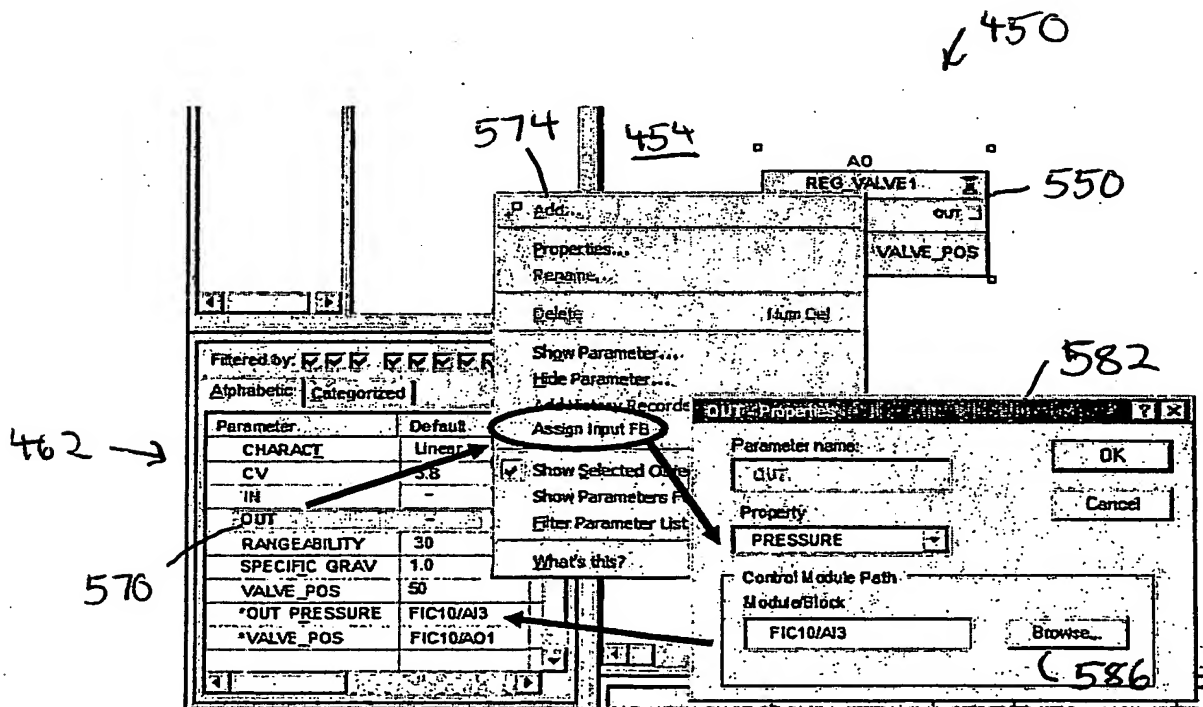 450
574
454
AO
REG_VALVE1
550
OUT
VALVE_POS
Add...
Properties...
Rename...
Delete Num Del
Show Parameter...
Hide Parameter...
Add History Records
Assign Input FB
Show Selected
Show Parameters F
Filter Parameter List
What's this?
Filtered by:
Alphabetic Categorized
462
Parameter Default
CHARACT Linear
CV 3.8
IN -
OUT -
RANGEABILITY 30
SPECIFIC GRAV 1.0
VALVE_POS 50
*OUT PRESSURE FIC10/AI3
*VALVE_POS FIC10/AO1
570
582
OUT - Properties
Parameter name:
OUT.
OK
Cancel
Property
PRESSURE
Control Module Path
Module/Block
FIC10/AI3
Browse...
586